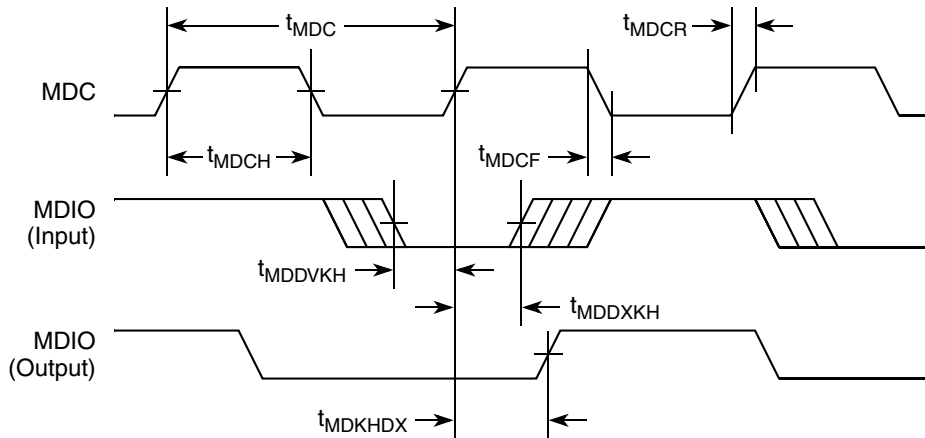 tMDC
tMDCR
MDC
tMDCH
tMDCF
MDIO
(Input)
tMDDVKH
tMDDXKH
MDIO
(Output)
tMDKHDX